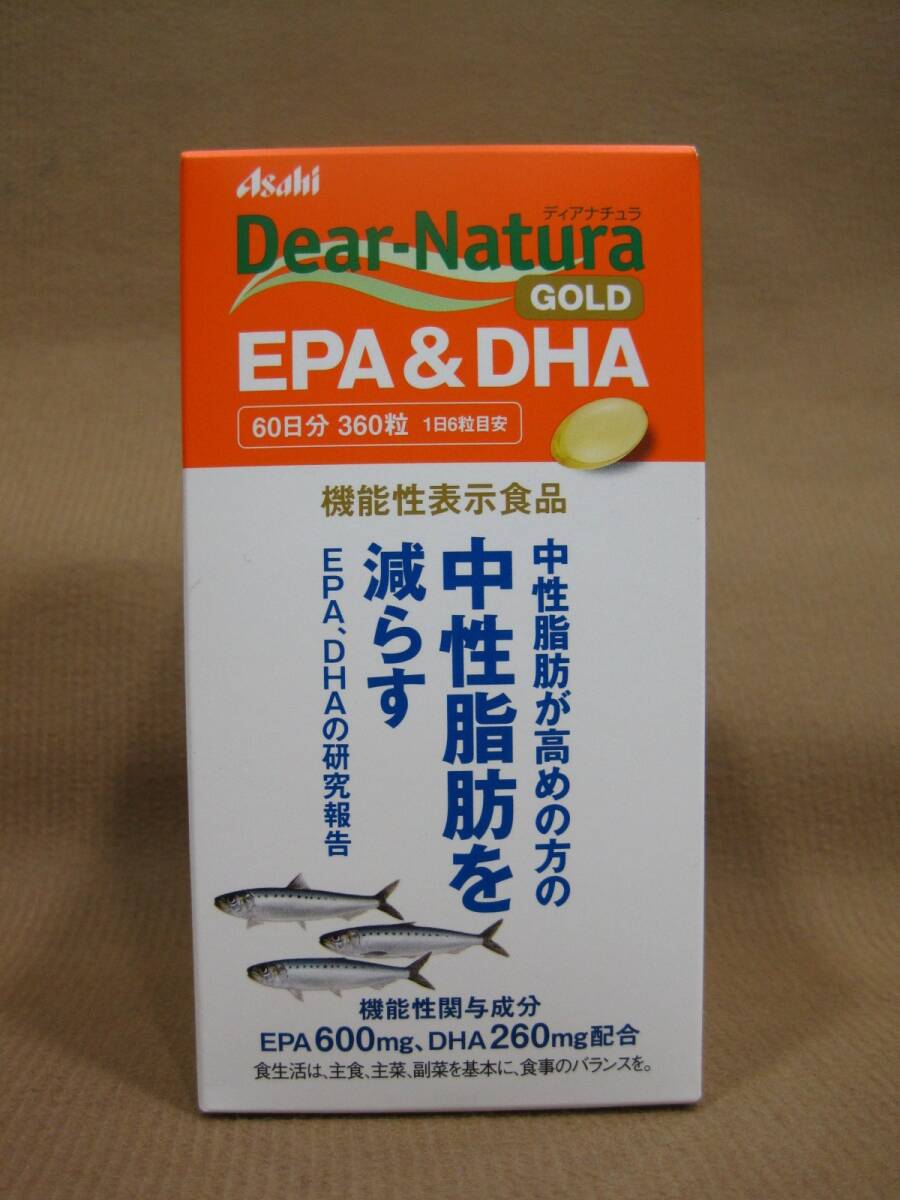 Asahi
ディアナチュラ
Dear-Natura
GOLD
EPA & DHA
60日分 360粒 1日6粒目安
機能性表示食品
中性脂肪が高めの方の
中性脂肪を
減らす
EPA、DHAの研究報告
機能性関与成分
EPA 600mg、DHA 260mg配合
食生活は、主食、主菜、副菜を基本に、食事のバランスを。